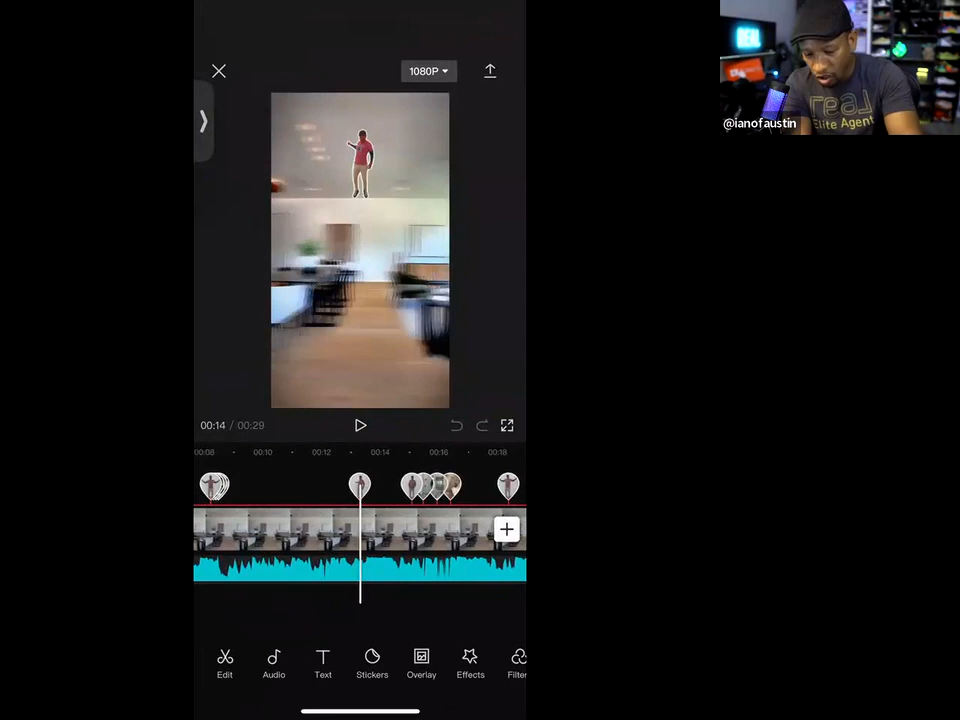 1080P
REAL
real
Elite Agent
@ianofaustin
00:14 / 00:29
00:08 00:10 00:12 00:14 00:16 00:18
Edit Audio Text Stickers Overlay Effects Filter